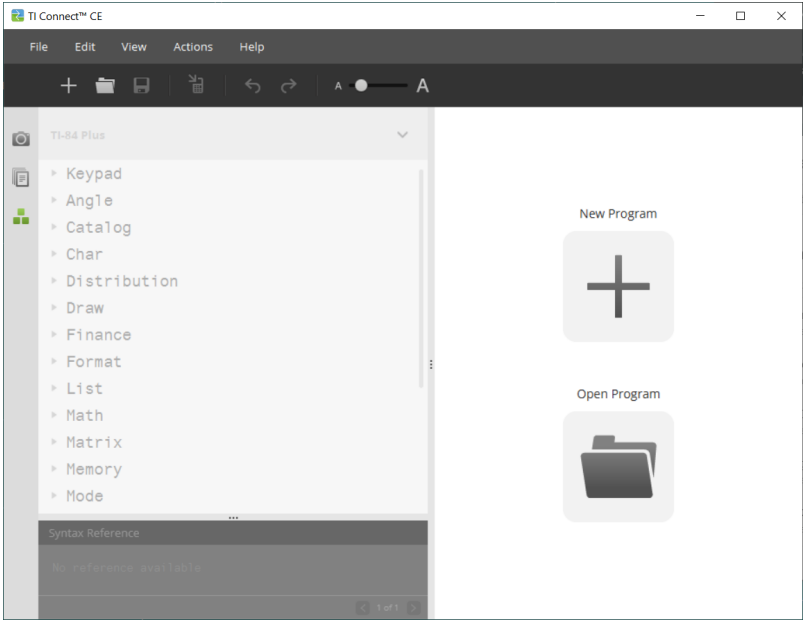 TI Connect™ CE
File Edit View Actions Help
A A
TI-84 Plus
Keypad
Angle
Catalog
Char
Distribution
Draw
Finance
Format
List
Math
Matrix
Memory
Mode
Syntax Reference
No reference available
1 of 1
New Program
Open Program